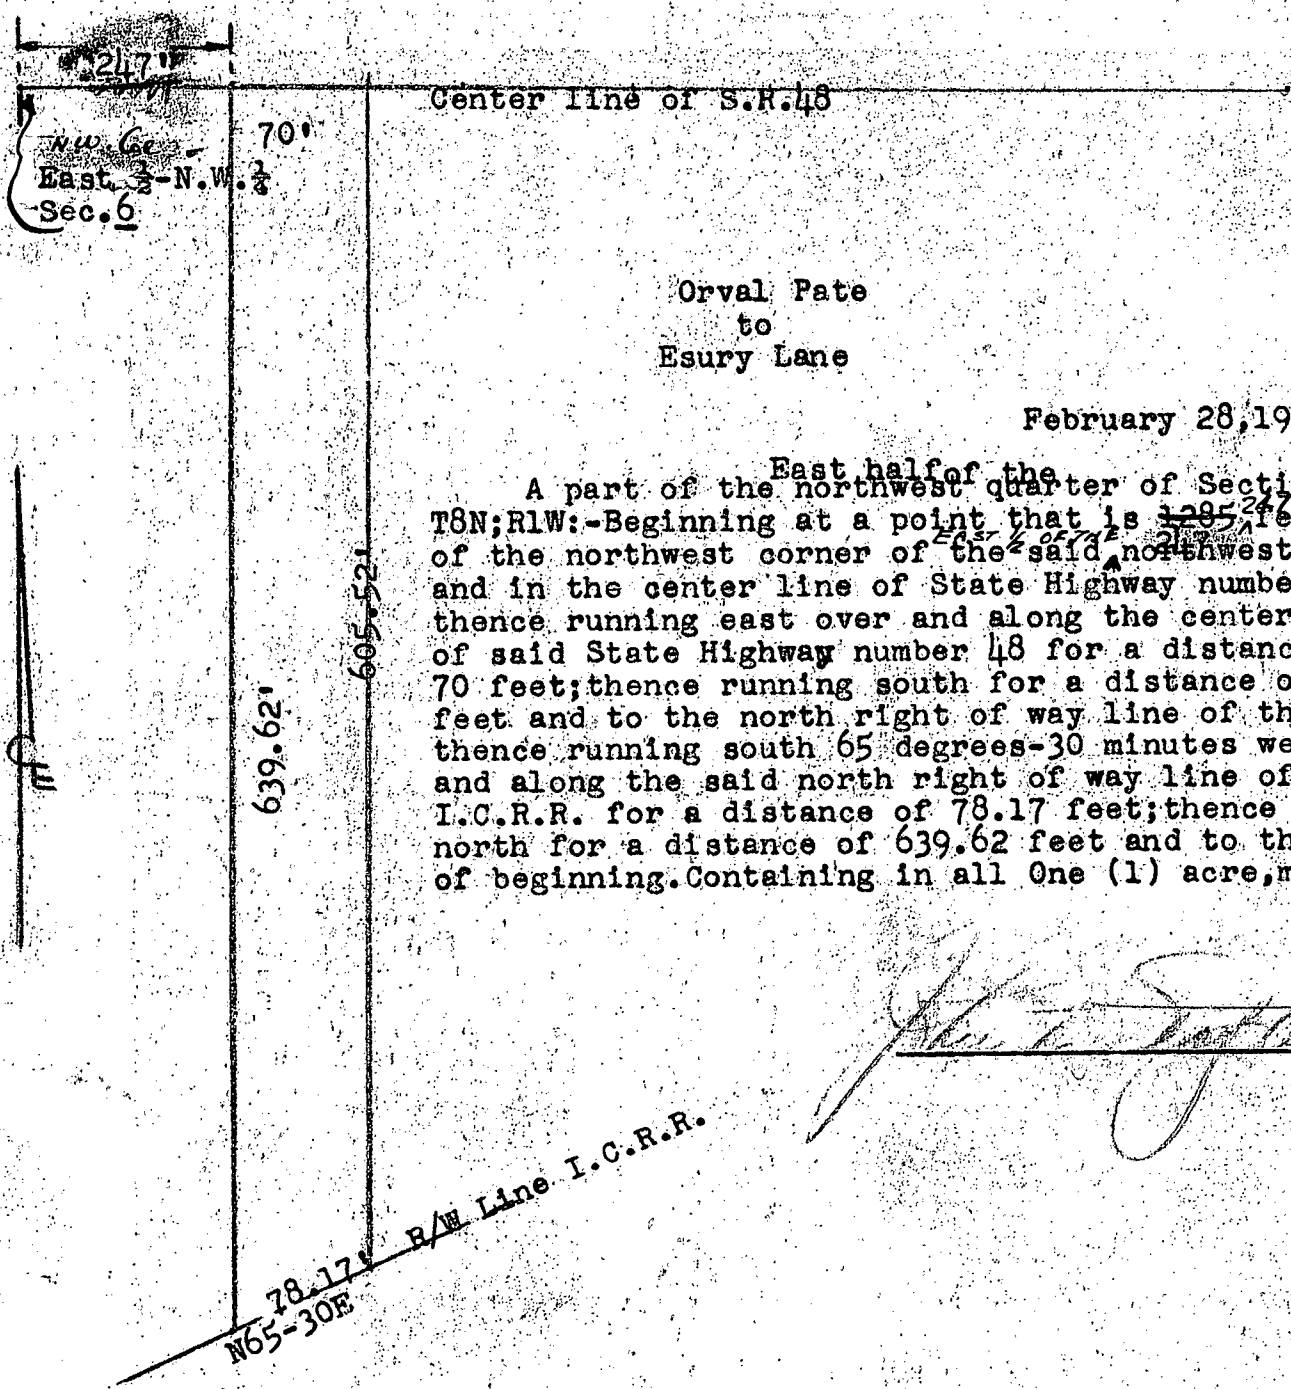 247'
Center line of S.R.48
NW. Co
70'
East ½-N.W.¼
Sec.6
Orval Pate
to
Esury Lane
February 28,19
East half of the
A part of the northwest quarter of Secti
T8N;R1W:-Beginning at a point that is 1285 247 fe
EAST ½ OF THE
of the northwest corner of the said northwest
and in the center line of State Highway numbe
thence running east over and along the center
of said State Highway number 48 for a distanc
70 feet;thence running south for a distance o
feet and to the north right of way line of th
thence running south 65 degrees-30 minutes we
and along the said north right of way line of
I.C.R.R. for a distance of 78.17 feet;thence
north for a distance of 639.62 feet and to th
of beginning.Containing in all One (1) acre,m
605.52'
639.62'
R/W Line I.C.R.R.
78.17'
N65-30E